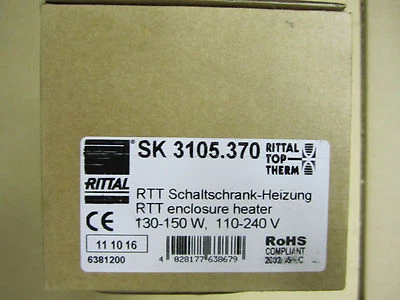 SK 3105.370
RITTAL
TOP
THERM
RITTAL
RTT Schaltschrank-Heizung
RTT enclosure heater
130-150 W, 110-240 V
CE
11 10 16
6381200
4 028177 638679
RoHS
COMPLIANT